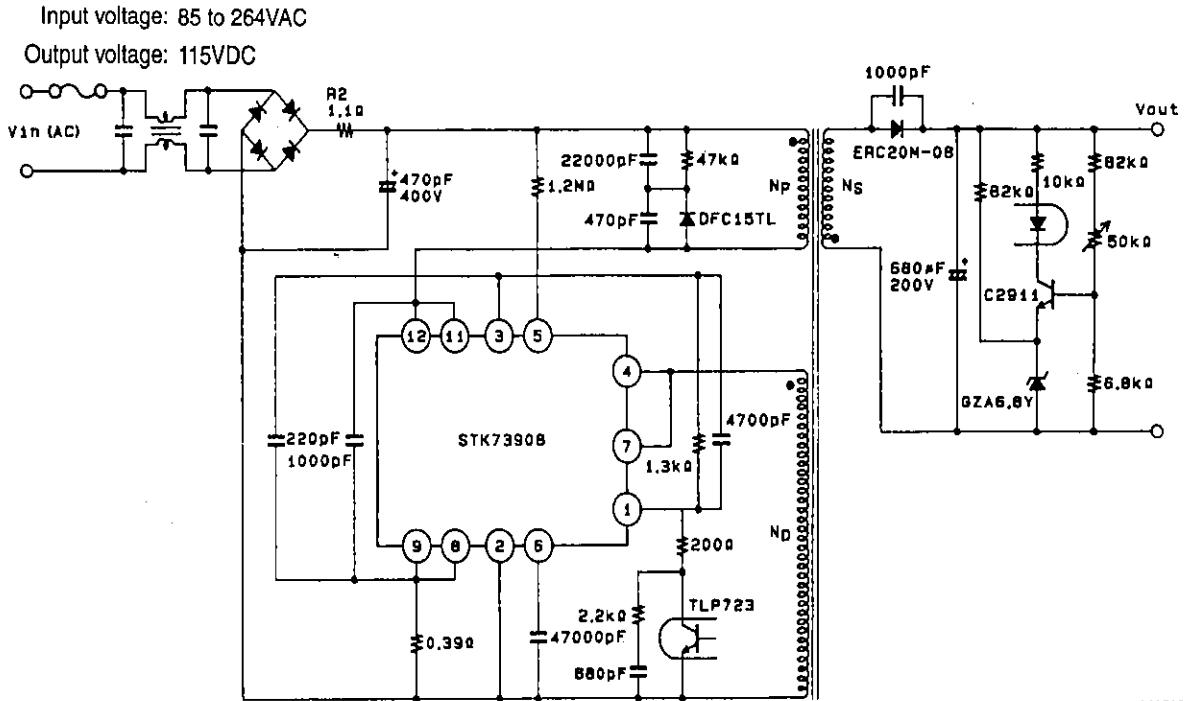 Input voltage: 85 to 264VAC
Output voltage: 115VDC
Vin (AC)
R2
1.1Ω
470pF
400V
1.2MΩ
22000pF
470pF
47kΩ
DFC15TL
NP
NS
1000pF
ERC20M-08
Vout
82kΩ
10kΩ
82kΩ
50kΩ
680μF
200V
C2911
GZA6.8Y
6.8kΩ
12
11
3
5
4
7
1
STK73908
220pF
1000pF
1.3kΩ
4700pF
9
8
2
6
200Ω
ND
0.39Ω
47000pF
2.2kΩ
680pF
TLP723